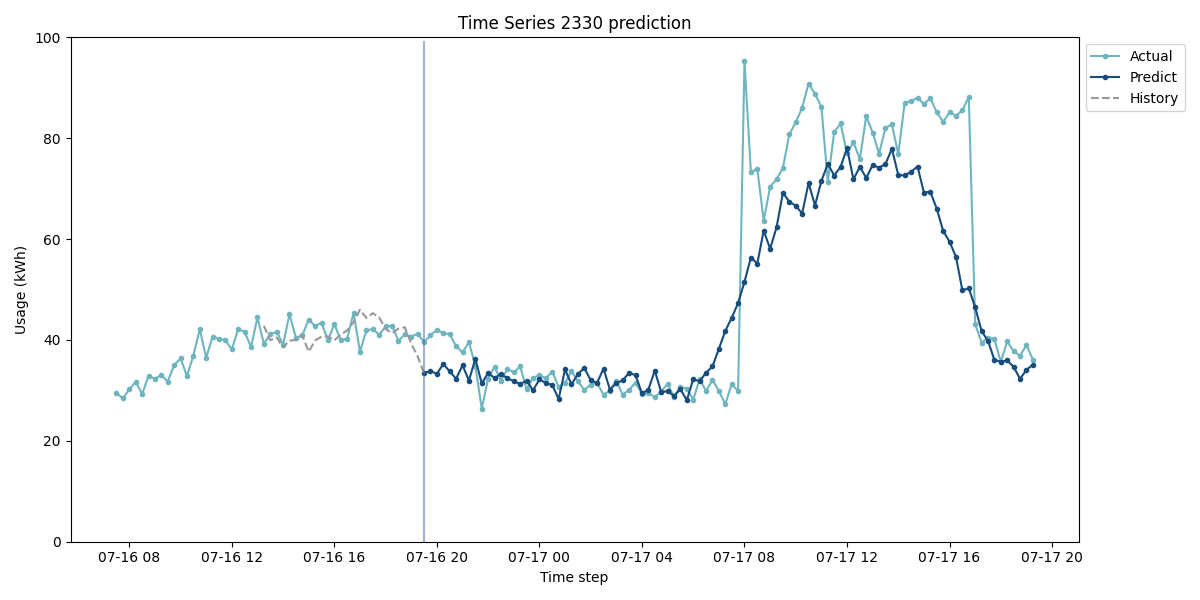 Time Series 2330 prediction
Usage (kWh)
100
80
60
40
20
0
07-16 08
07-16 12
07-16 16
07-16 20
07-17 00
07-17 04
07-17 08
07-17 12
07-17 16
07-17 20
Time step
Actual
Predict
History